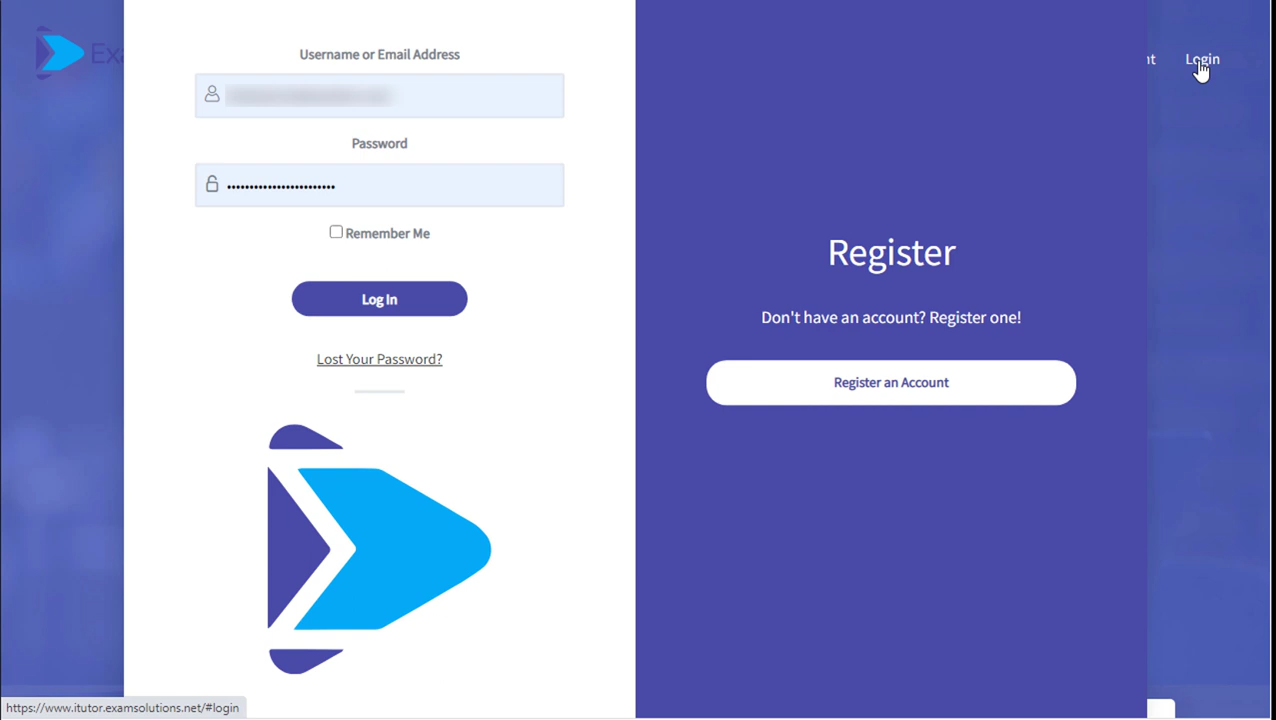 Username or Email Address
Password
••••••••••••••••••••••••
Remember Me
Log In
Lost Your Password?
Register
Don't have an account? Register one!
Register an Account
Login
https://www.itutor.examsolutions.net/#login